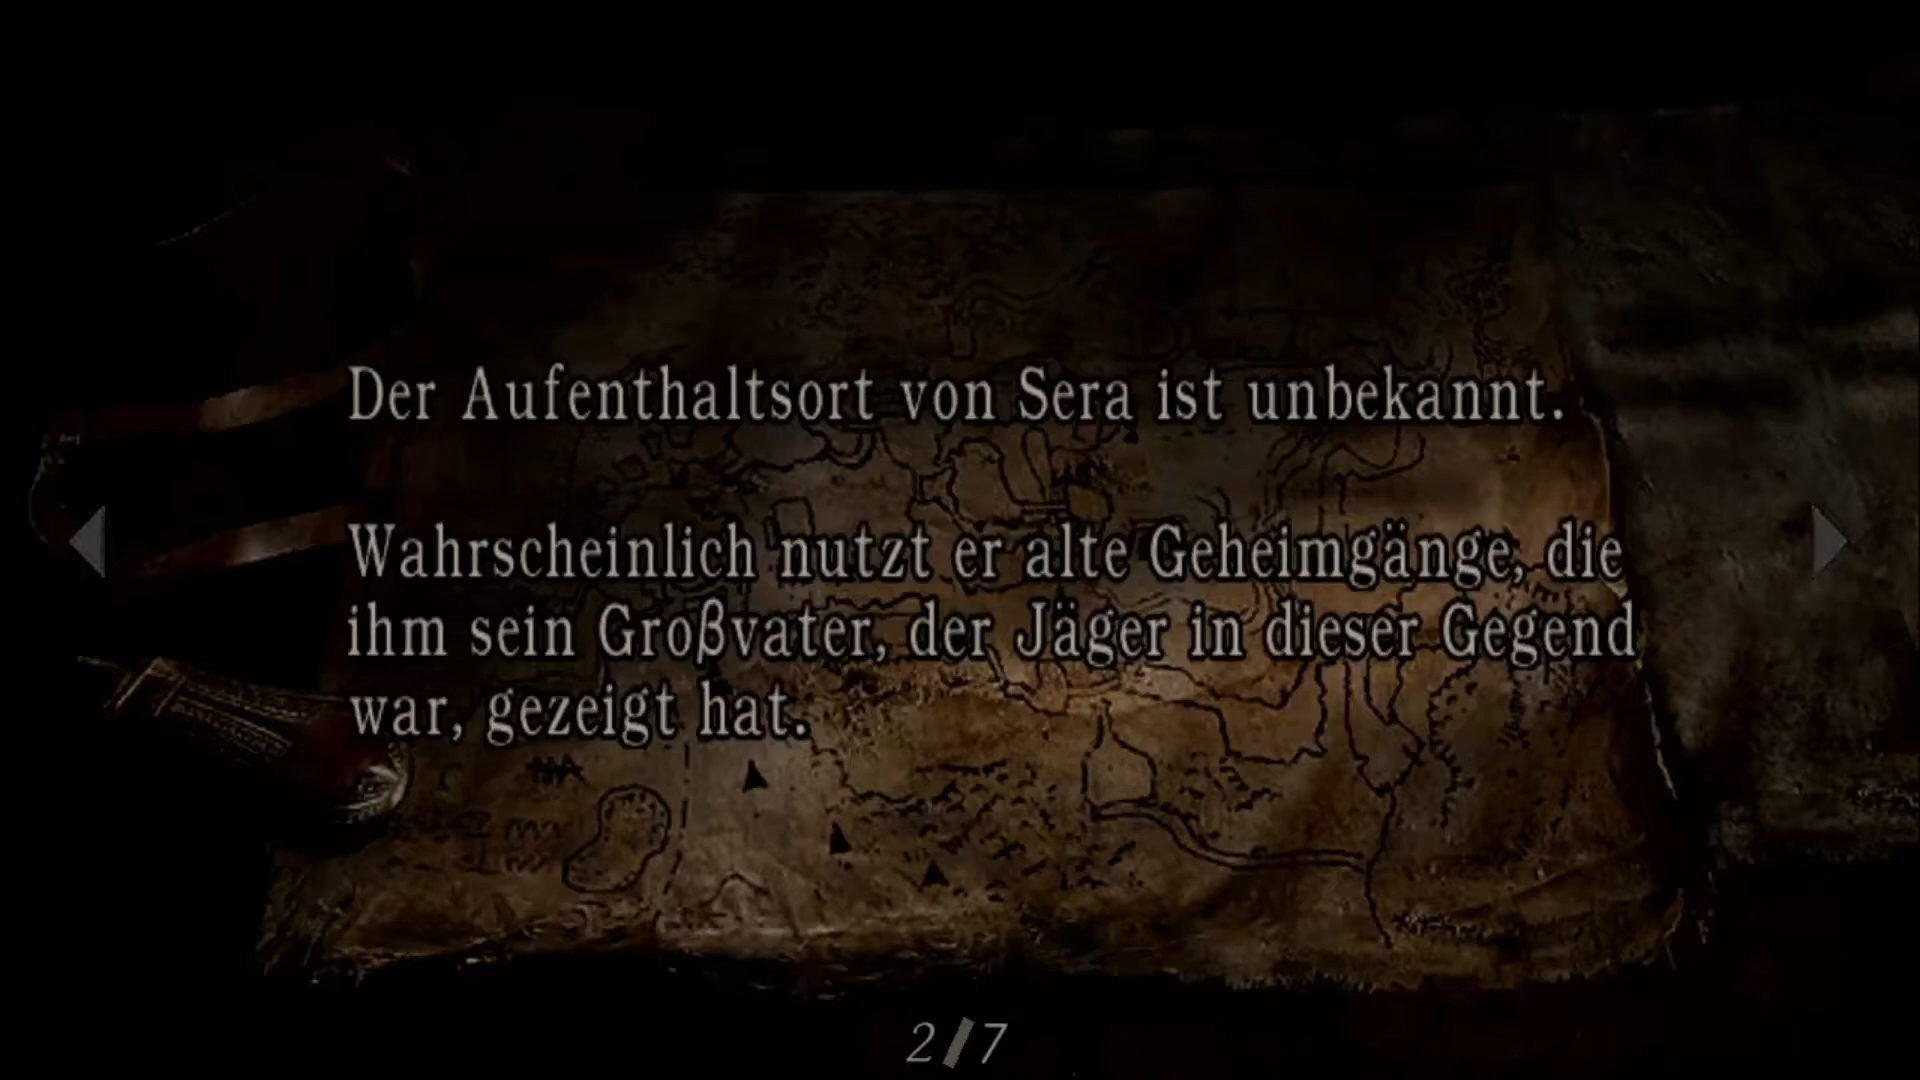 Der Aufenthaltsort von Sera ist unbekannt.
Wahrscheinlich nutzt er alte Geheimgänge, die
ihm sein Großvater, der Jäger in dieser Gegend
war, gezeigt hat.
2/7